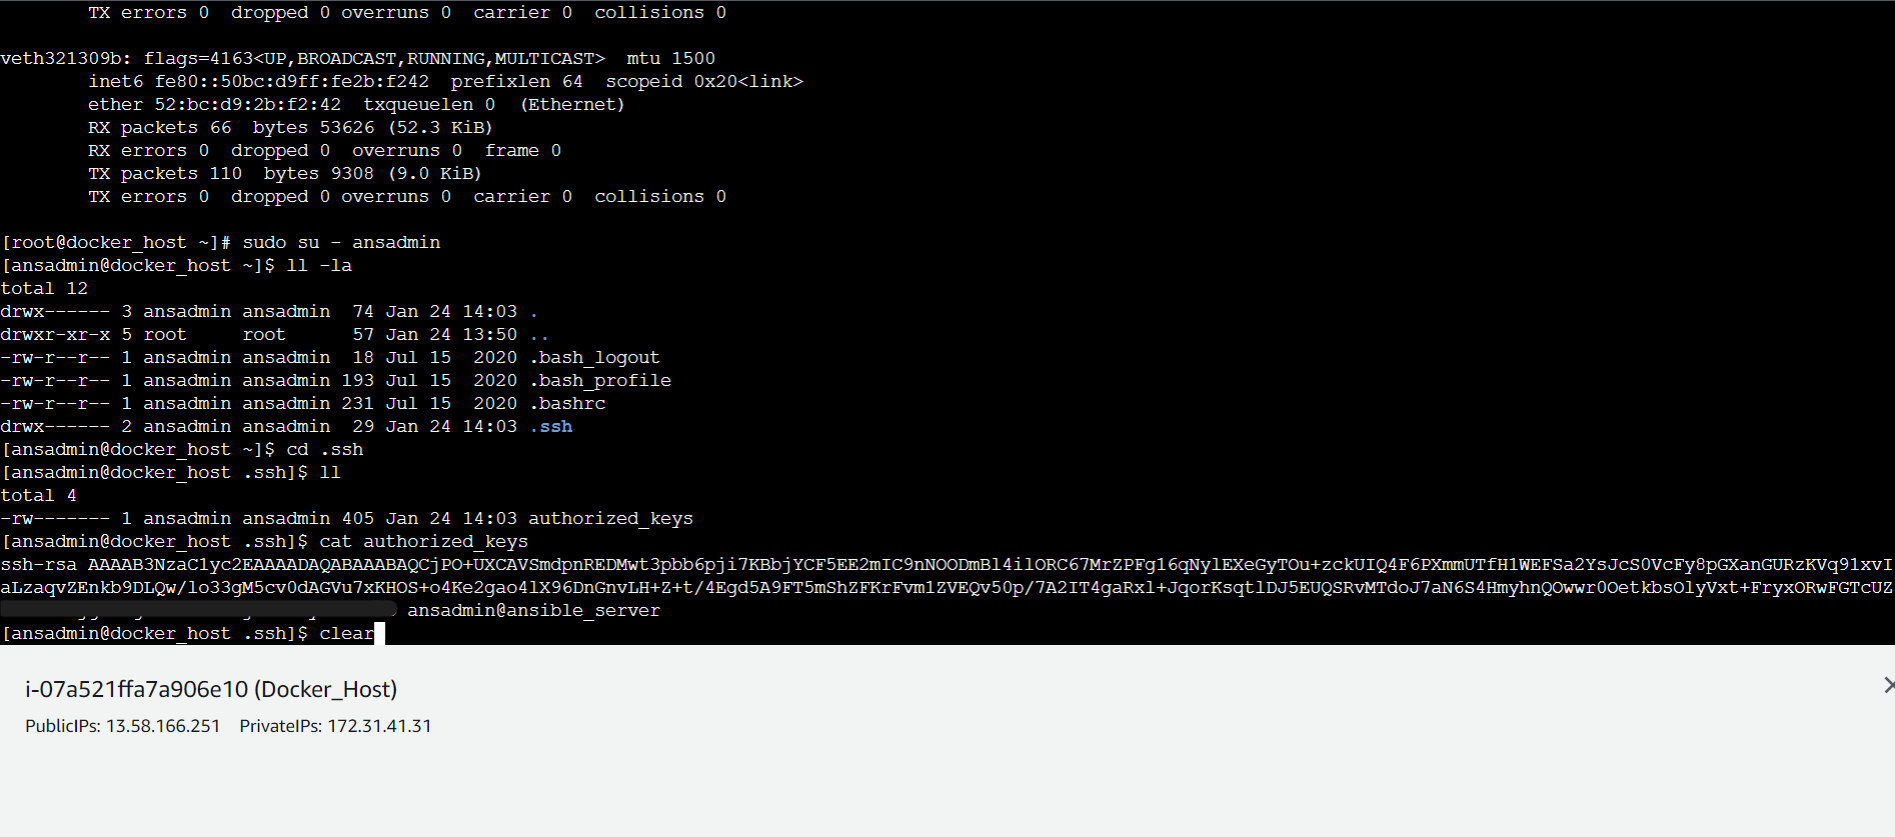 TX errors 0  dropped 0 overruns 0  carrier 0  collisions 0
veth321309b: flags=4163<UP,BROADCAST,RUNNING,MULTICAST>  mtu 1500
inet6 fe80::50bc:d9ff:fe2b:f242  prefixlen 64  scopeid 0x20<link>
ether 52:bc:d9:2b:f2:42  txqueuelen 0  (Ethernet)
RX packets 66  bytes 53626 (52.3 KiB)
RX errors 0  dropped 0  overruns 0  frame 0
TX packets 110  bytes 9308 (9.0 KiB)
TX errors 0  dropped 0 overruns 0  carrier 0  collisions 0
[root@docker_host ~]# sudo su - ansadmin
[ansadmin@docker_host ~]$ ll -la
total 12
drwx------ 3 ansadmin ansadmin  74 Jan 24 14:03 .
drwxr-xr-x 5 root     root      57 Jan 24 13:50 ..
-rw-r--r-- 1 ansadmin ansadmin  18 Jul 15  2020 .bash_logout
-rw-r--r-- 1 ansadmin ansadmin 193 Jul 15  2020 .bash_profile
-rw-r--r-- 1 ansadmin ansadmin 231 Jul 15  2020 .bashrc
drwx------ 2 ansadmin ansadmin  29 Jan 24 14:03 .ssh
[ansadmin@docker_host ~]$ cd .ssh
[ansadmin@docker_host .ssh]$ ll
total 4
-rw------- 1 ansadmin ansadmin 405 Jan 24 14:03 authorized_keys
[ansadmin@docker_host .ssh]$ cat authorized_keys
ssh-rsa AAAAB3NzaC1yc2EAAAADAQABAAABAQCjPO+UXCAVSmdpnREDMwt3pbb6pji7KBbjYCF5EE2mIC9nNOODmBl4ilORC67MrZPFg16qNylEXeGyTOu+zckUIQ4F6PXmmUTfH1WEFSa2YsJcS0VcFy8pGXanGURzKVq91xvI
aLzaqvZEnkb9DLQw/lo33gM5cv0dAGVu7xKHOS+o4Ke2gao4lX96DnGnvLH+Z+t/4Egd5A9FT5mShZFKrFvm1ZVEQv50p/7A2IT4gaRxl+JqorKsqtlDJ5EUQSRvMTdoJ7aN6S4HmyhnQOwwr0OetkbsOlyVxt+FryxORwFGTcUZ
ansadmin@ansible_server
[ansadmin@docker_host .ssh]$ clear
i-07a521ffa7a906e10 (Docker_Host)
PublicIPs: 13.58.166.251    PrivateIPs: 172.31.41.31